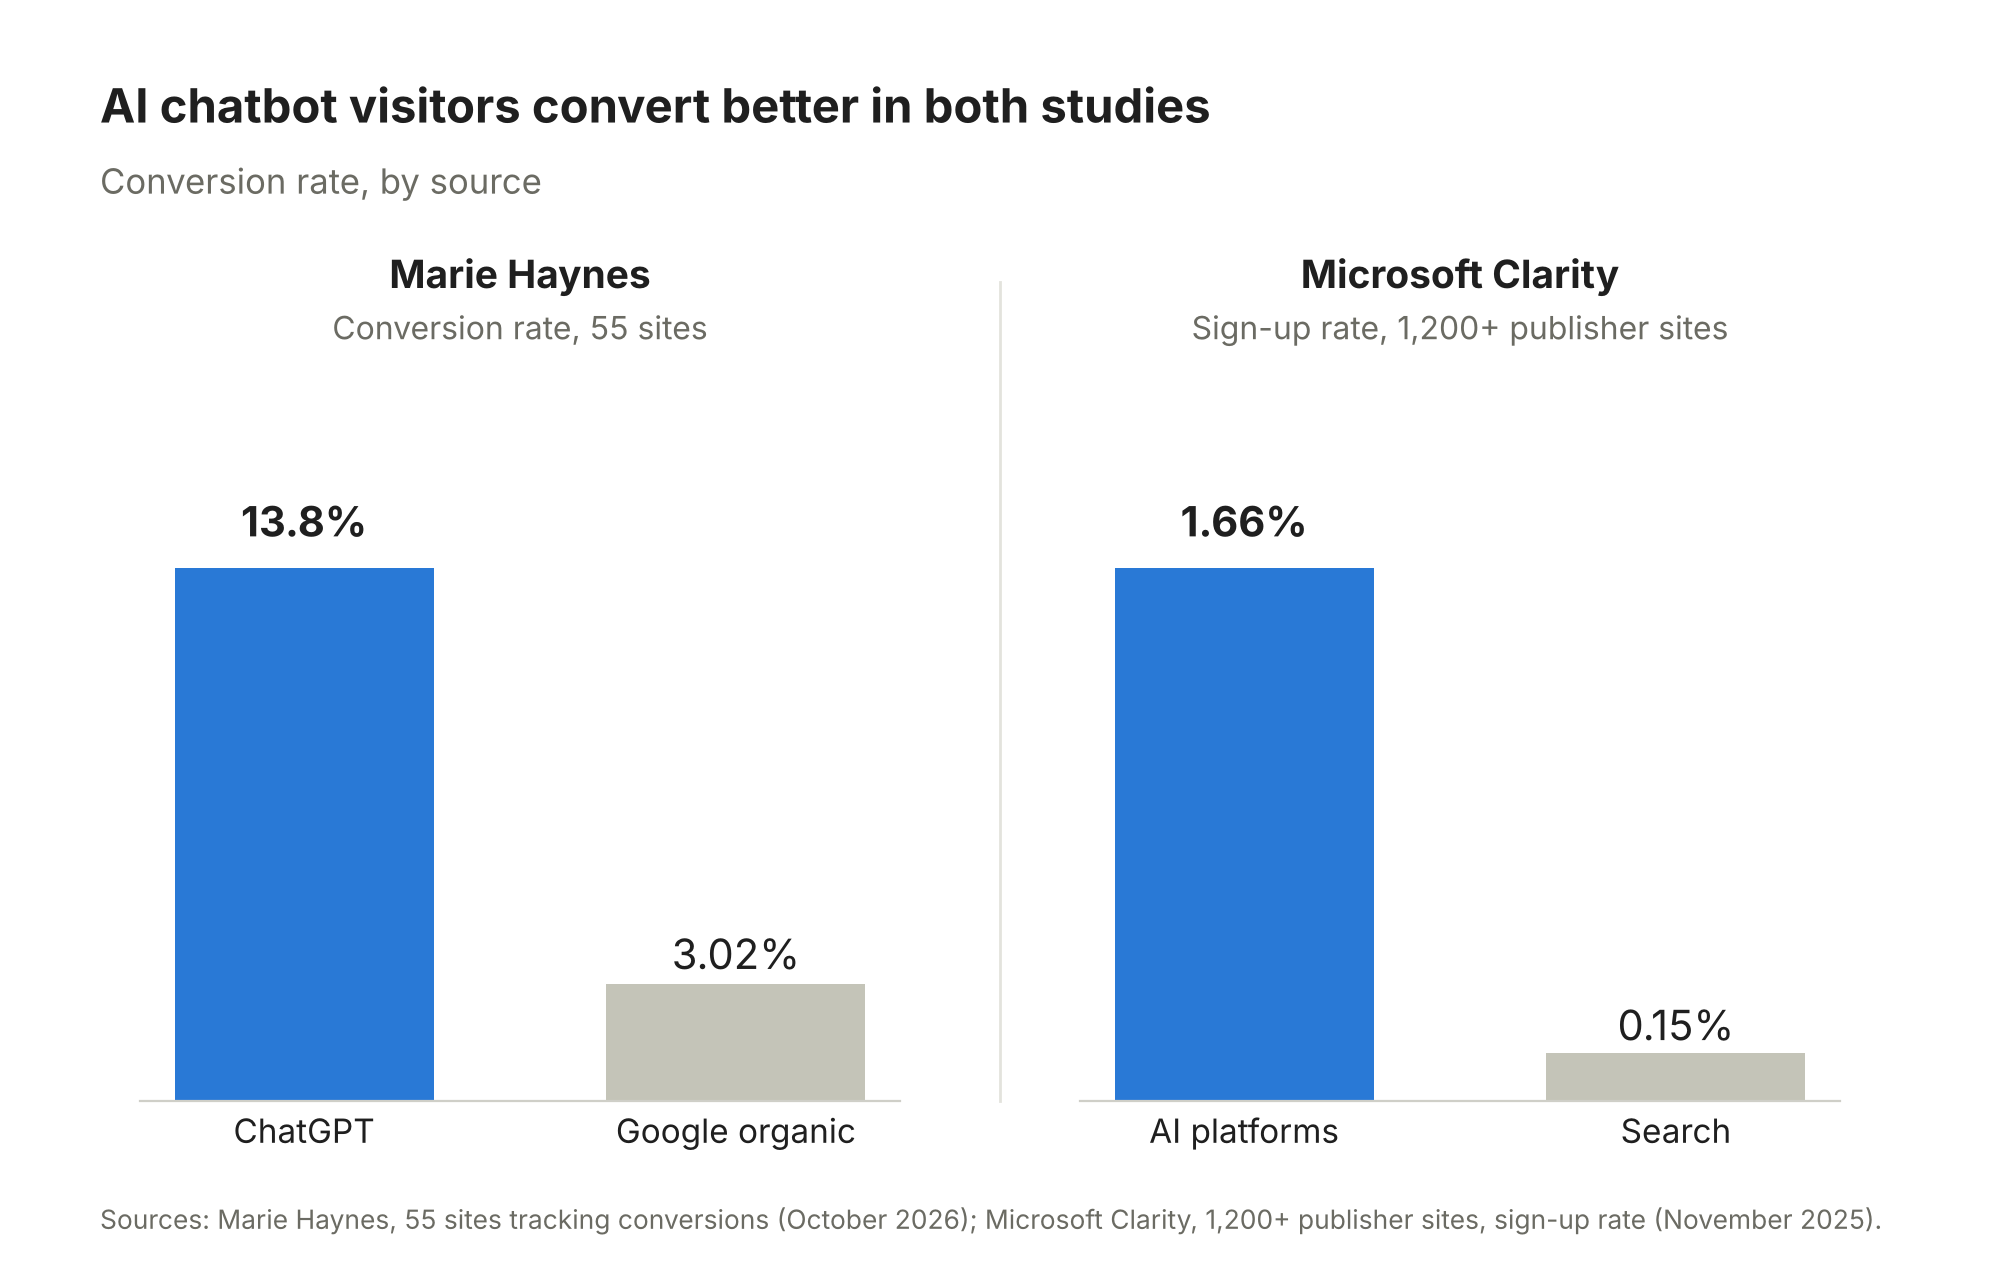 AI chatbot visitors convert better in both studies
Conversion rate, by source
Marie Haynes
Conversion rate, 55 sites
13.8%
3.02%
ChatGPT
Google organic
Microsoft Clarity
Sign-up rate, 1,200+ publisher sites
1.66%
0.15%
AI platforms
Search
Sources: Marie Haynes, 55 sites tracking conversions (October 2026); Microsoft Clarity, 1,200+ publisher sites, sign-up rate (November 2025).